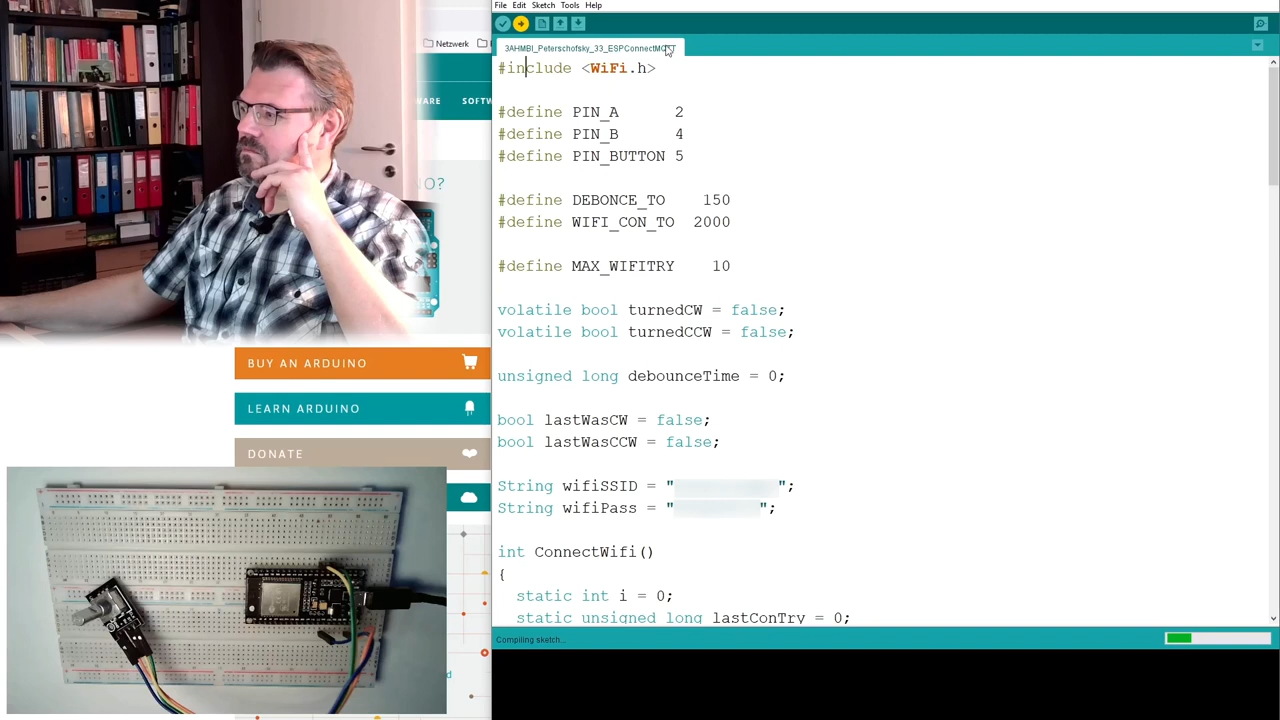 File Edit Sketch Tools Help
Netzwerk
3AHMBI_Peterschofsky_33_ESPConnectMQTT
WARE SOFTW
NO?
BUY AN ARDUINO
LEARN ARDUINO
DONATE
d
#include <WiFi.h>
#define PIN_A 2
#define PIN_B 4
#define PIN_BUTTON 5
#define DEBONCE_TO 150
#define WIFI_CON_TO 2000
#define MAX_WIFITRY 10
volatile bool turnedCW = false;
volatile bool turnedCCW = false;
unsigned long debounceTime = 0;
bool lastWasCW = false;
bool lastWasCCW = false;
String wifiSSID = " ";
String wifiPass = " ";
int ConnectWifi()
{
static int i = 0;
static unsigned long lastConTry = 0;
Compiling sketch...